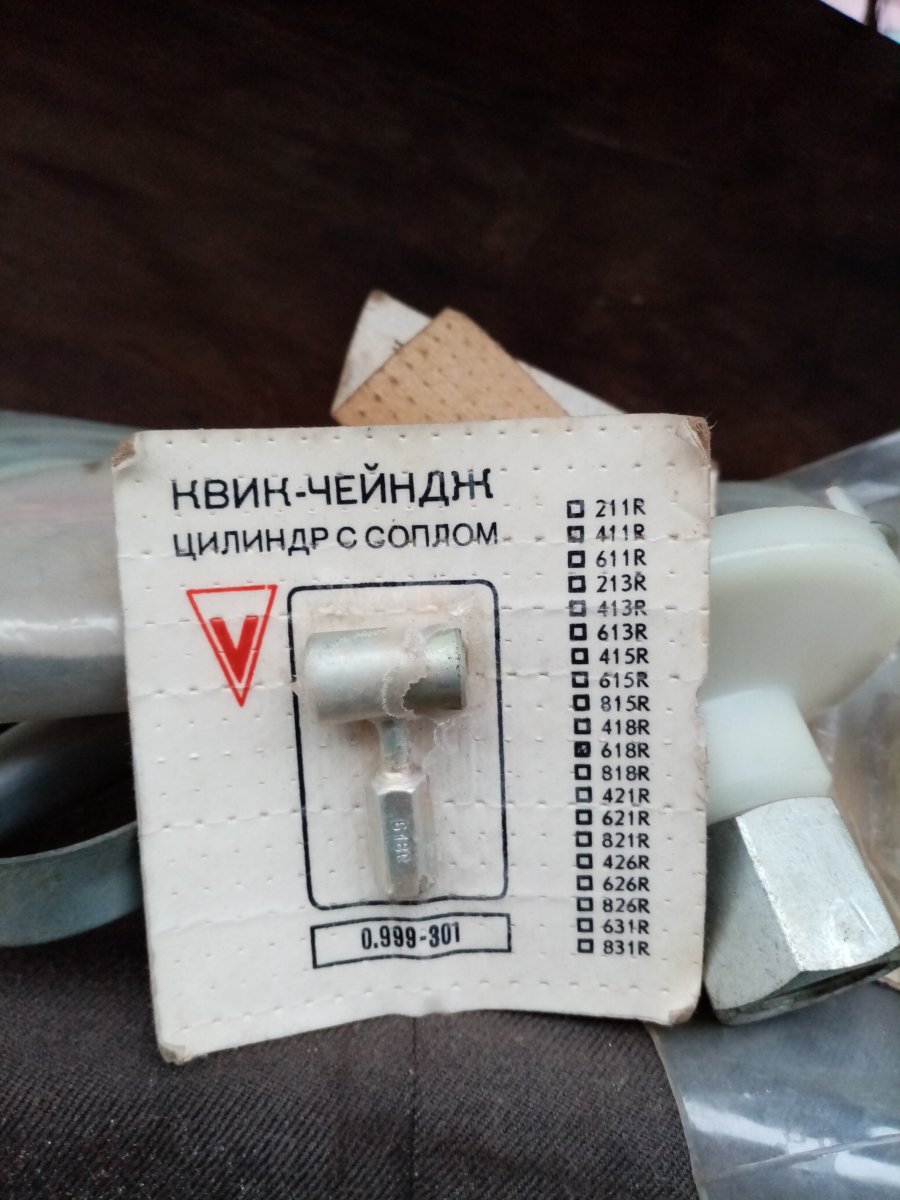 КВИК-ЧЕЙНДЖ
ЦИЛИНДР С СОПЛОМ
V
618R
0.999-301
211R
411R
611R
213R
413R
613R
415R
615R
815R
418R
618R
818R
421R
621R
821R
426R
626R
826R
631R
831R